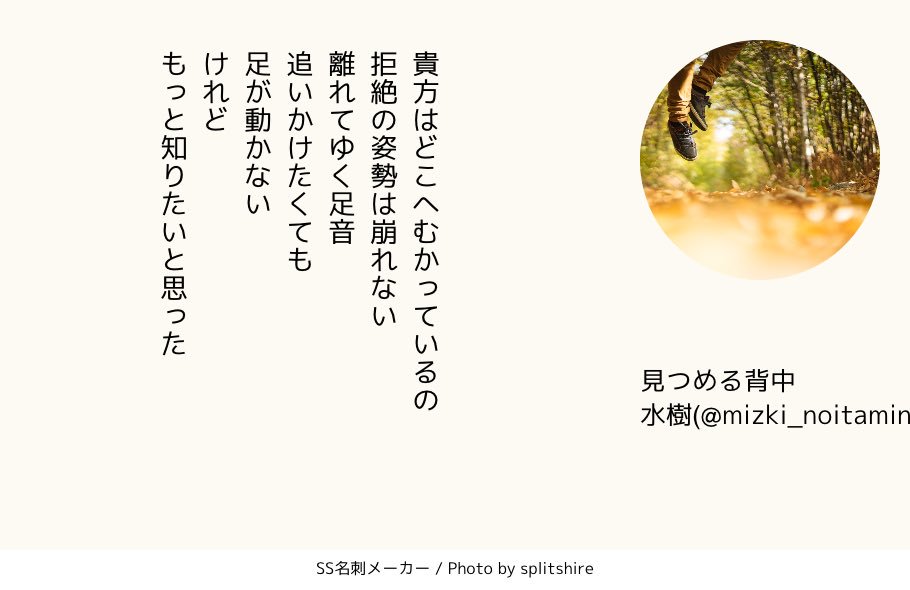 貴方はどこへむかっているの
拒絶の姿勢は崩れない
離れてゆく足音
追いかけたくても
足が動かない
けれど
もっと知りたいと思った
見つめる背中
水樹(@mizki_noitamin
SS名刺メーカー / Photo by splitshire